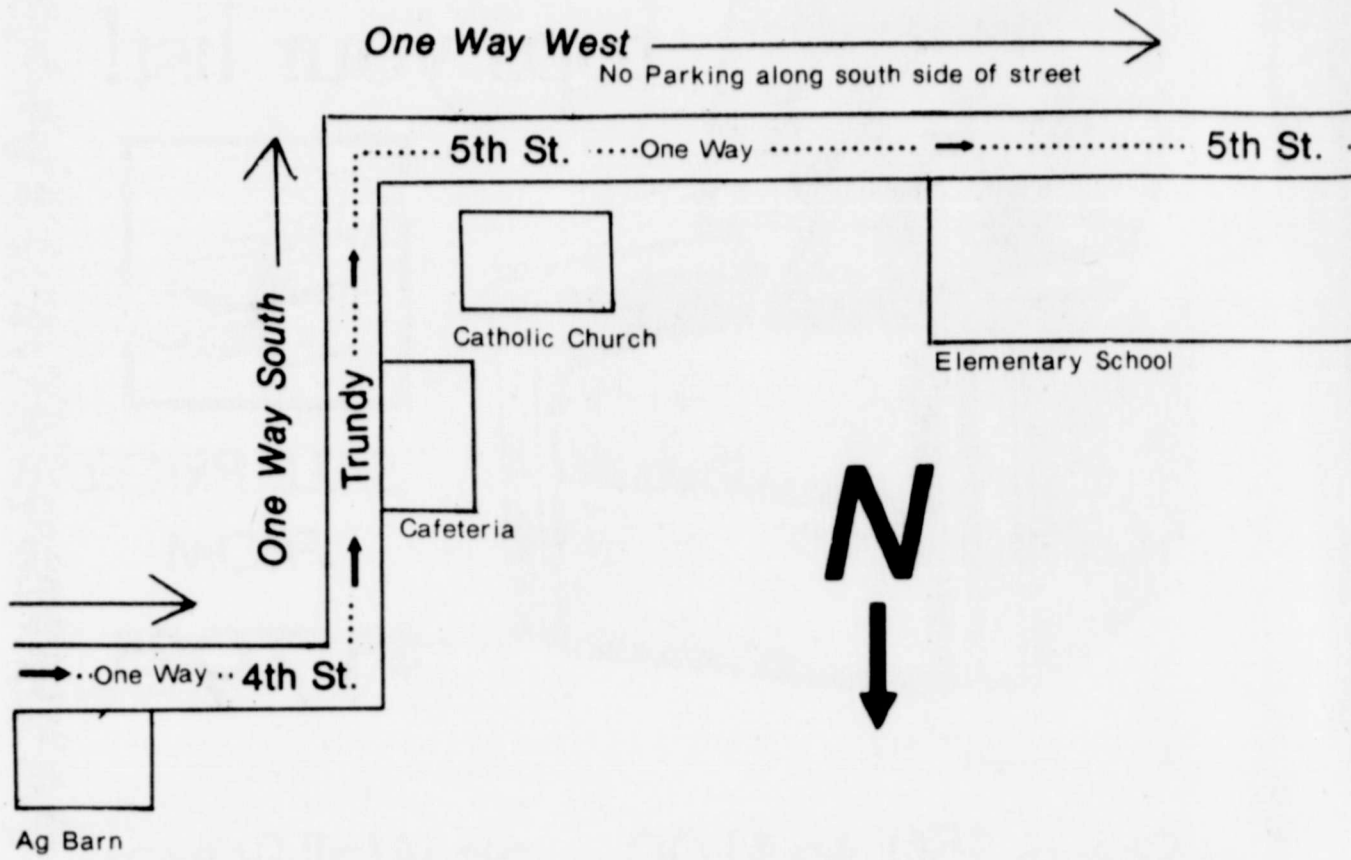 One Way West
No Parking along south side of street
5th St. One Way 5th St.
One Way South
Trundy
Catholic Church
Elementary School
Cafeteria
N
One Way 4th St.
Ag Barn